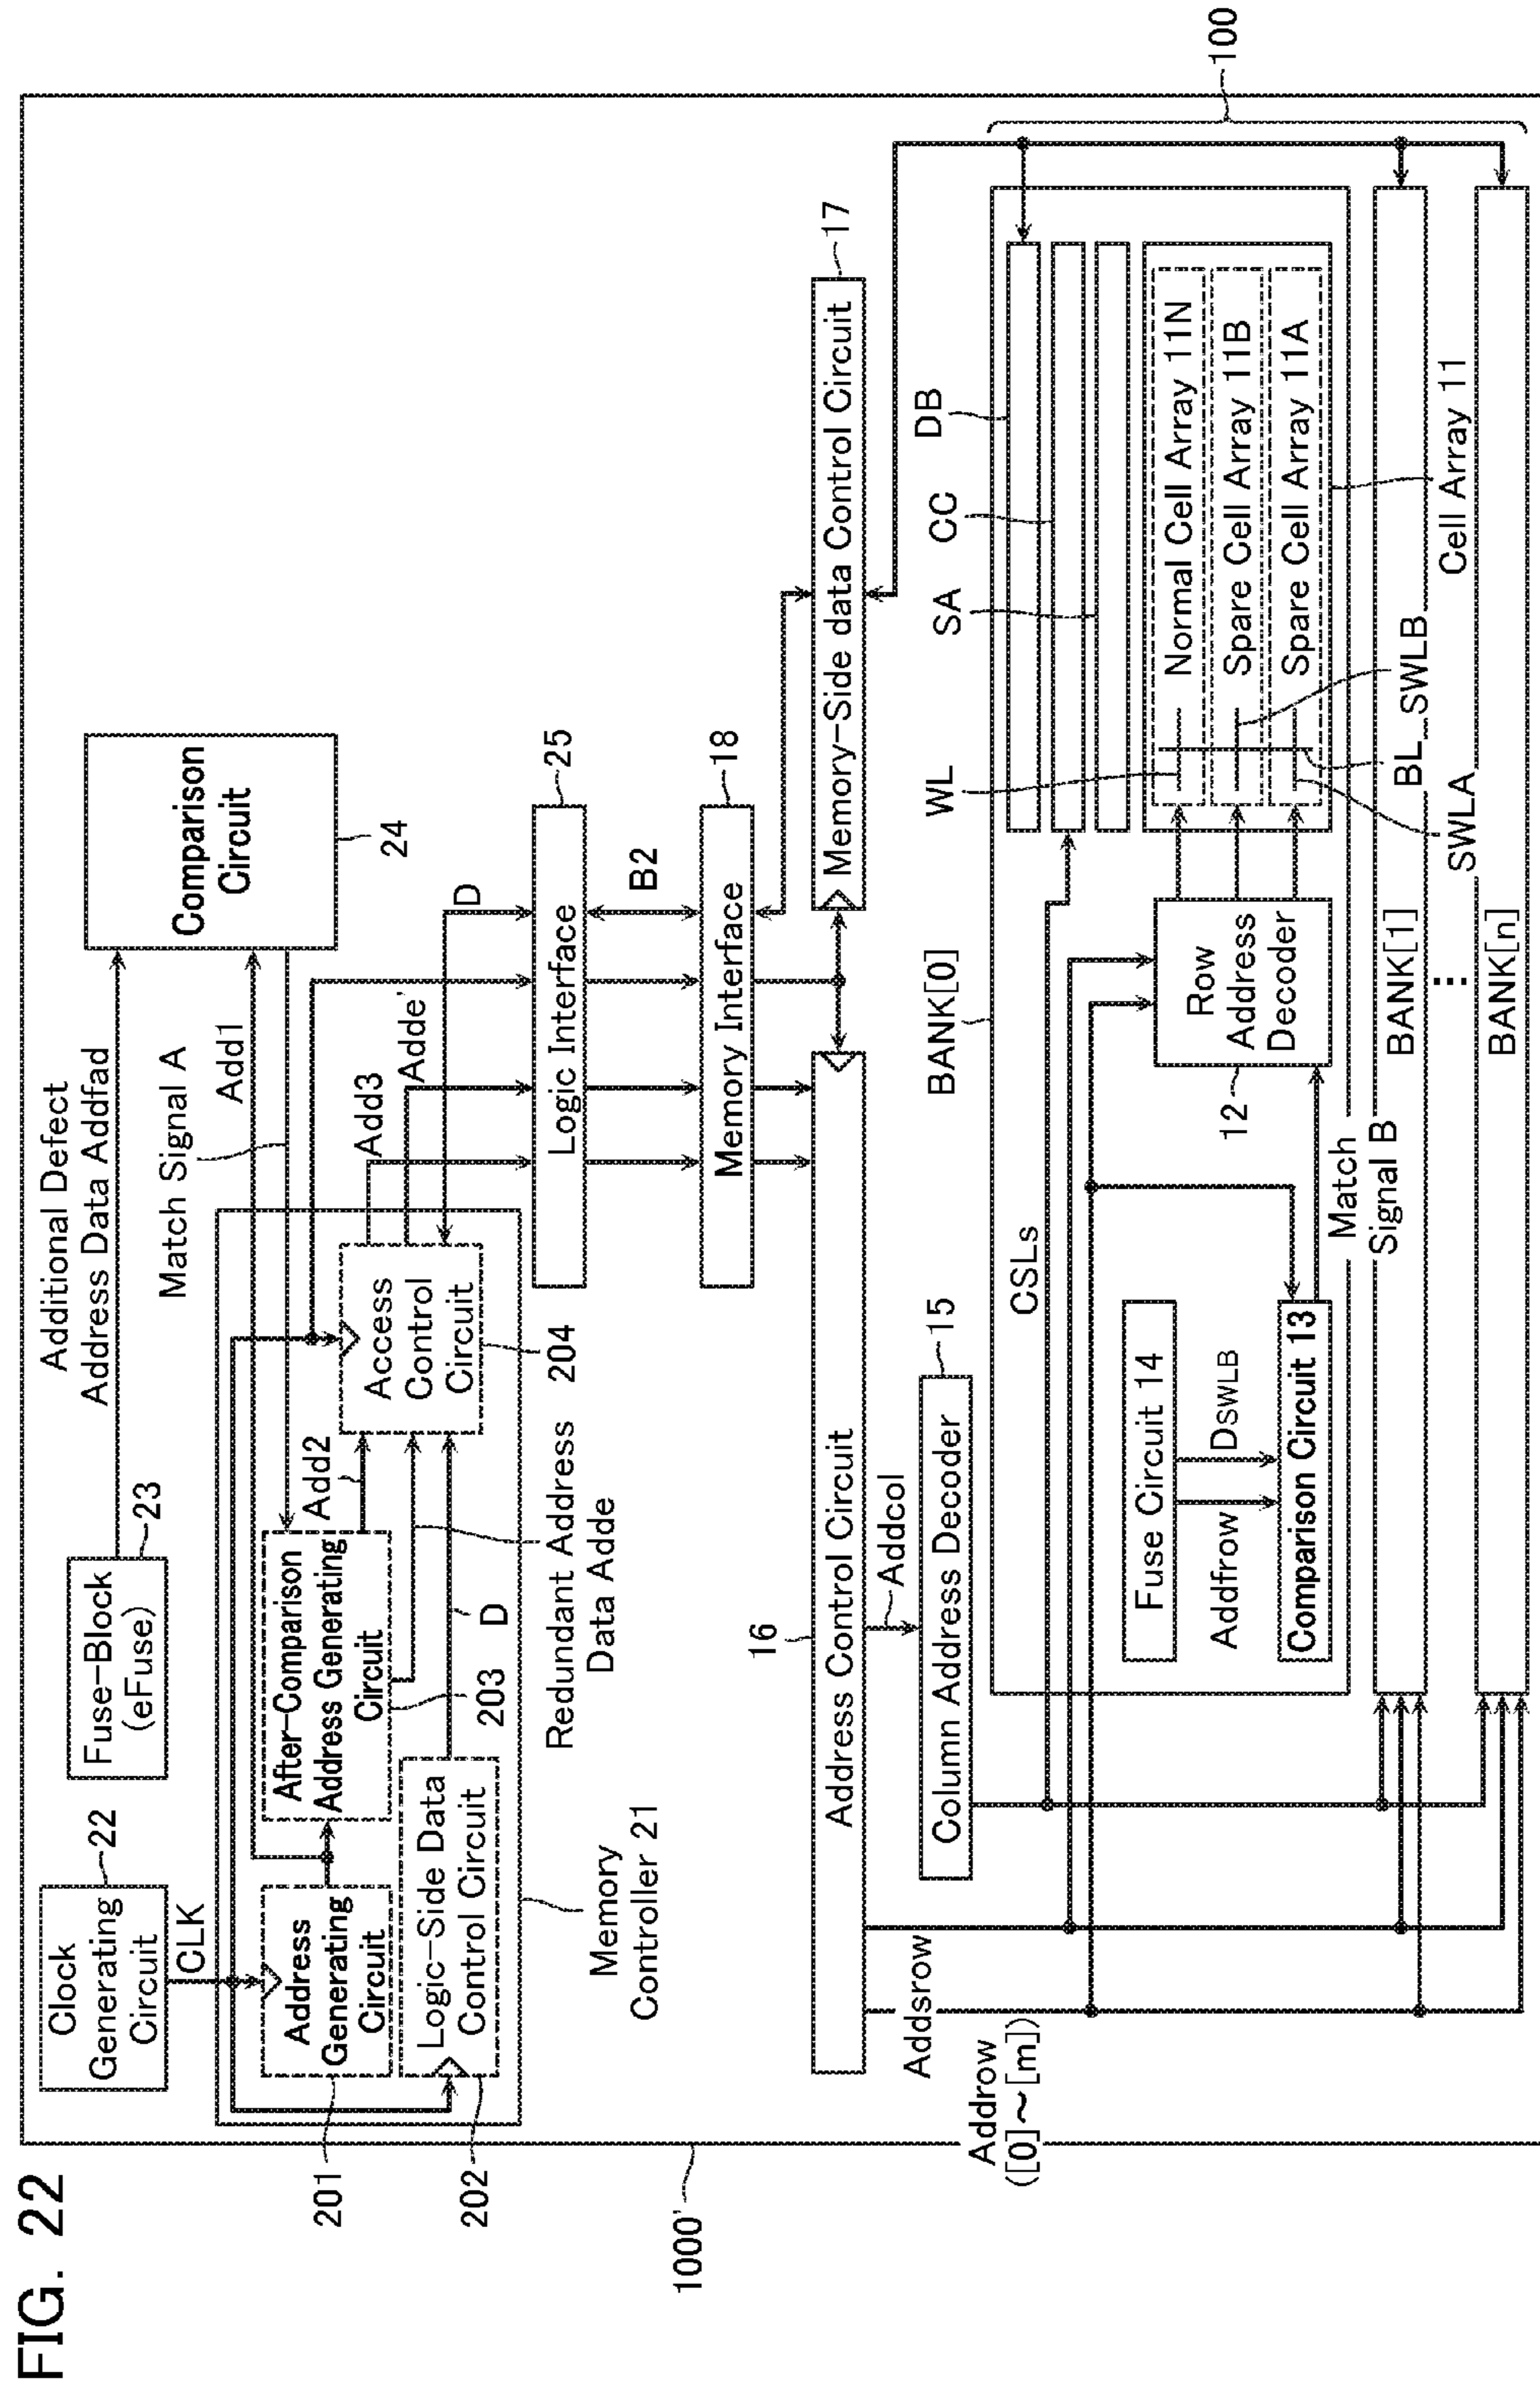 FIG. 22
1000'
Clock
Generating
Circuit
22
CLK
Fuse-Block
(eFuse)
23
Additional Defect
Address Data Addfad
Comparison
Circuit
24
Match Signal A
Add1
201
Address
Generating
Circuit
202
Logic-Side Data
Control Circuit
After-Comparison
Address Generating
Circuit
203
Add2
D
Redundant Address
Data Adde
Access
Control
Circuit
204
Memory
Controller 21
Add3
Adde'
D
Logic Interface
25
B2
Memory Interface
18
16
Address Control Circuit
Memory-Side data Control Circuit
17
Addcol
Column Address Decoder
15
Addsrow
Addrow
([0]~[m])
CSLs
BANK[0]
Fuse Circuit 14
Addfrow
DSWLB
Comparison Circuit 13
Match
Signal B
12
Row
Address
Decoder
WL
SA
CC
DB
Normal Cell Array 11N
Spare Cell Array 11B
Spare Cell Array 11A
SWLA
BL
SWLB
Cell Array 11
BANK[1]
⋮
BANK[n]
100